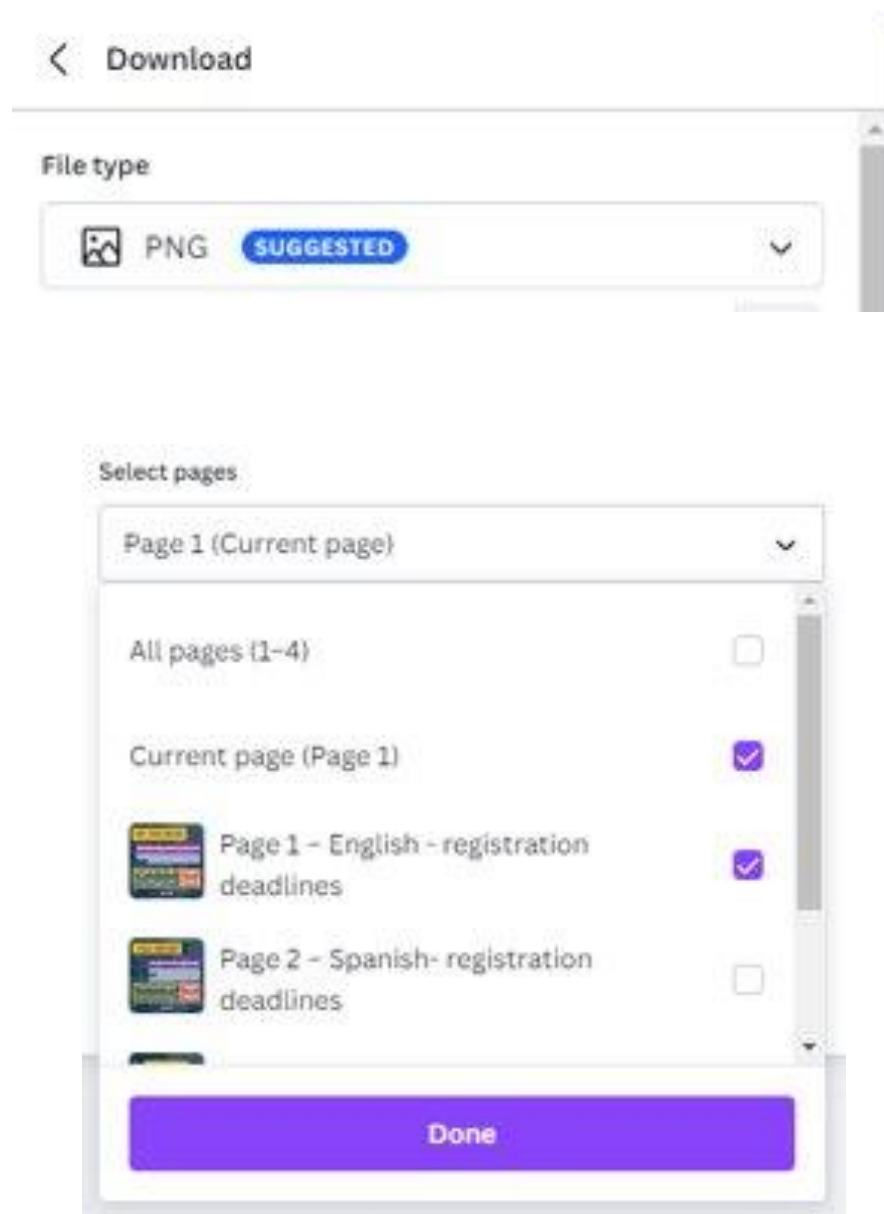 Download
File type
PNG SUGGESTED
Select pages
Page 1 (Current page)
All pages (1–4)
Current page (Page 1)
Page 1 – English - registration
deadlines
Page 2 – Spanish- registration
deadlines
Done